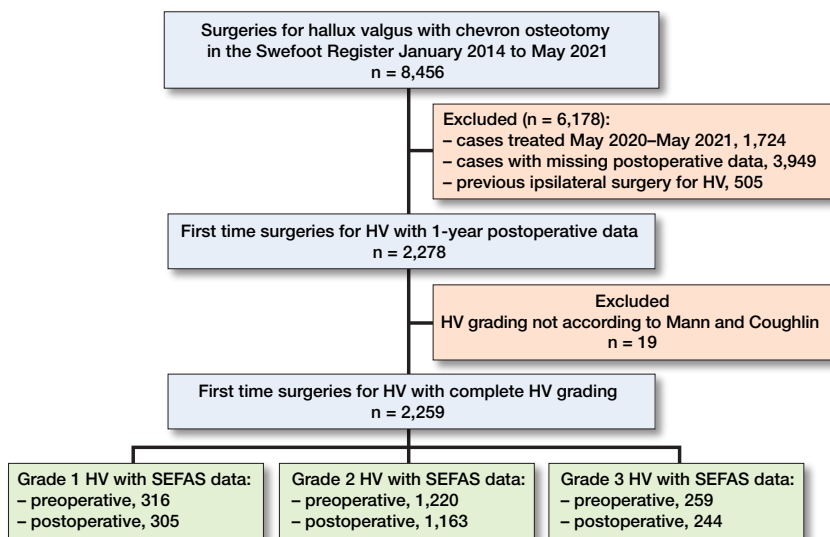 Surgeries for hallux valgus with chevron osteotomy
in the Swefoot Register January 2014 to May 2021
n = 8,456
Excluded (n = 6,178):
– cases treated May 2020–May 2021, 1,724
– cases with missing postoperative data, 3,949
– previous ipsilateral surgery for HV, 505
First time surgeries for HV with 1-year postoperative data
n = 2,278
Excluded
HV grading not according to Mann and Coughlin
n = 19
First time surgeries for HV with complete HV grading
n = 2,259
Grade 1 HV with SEFAS data:
– preoperative, 316
– postoperative, 305
Grade 2 HV with SEFAS data:
– preoperative, 1,220
– postoperative, 1,163
Grade 3 HV with SEFAS data:
– preoperative, 259
– postoperative, 244